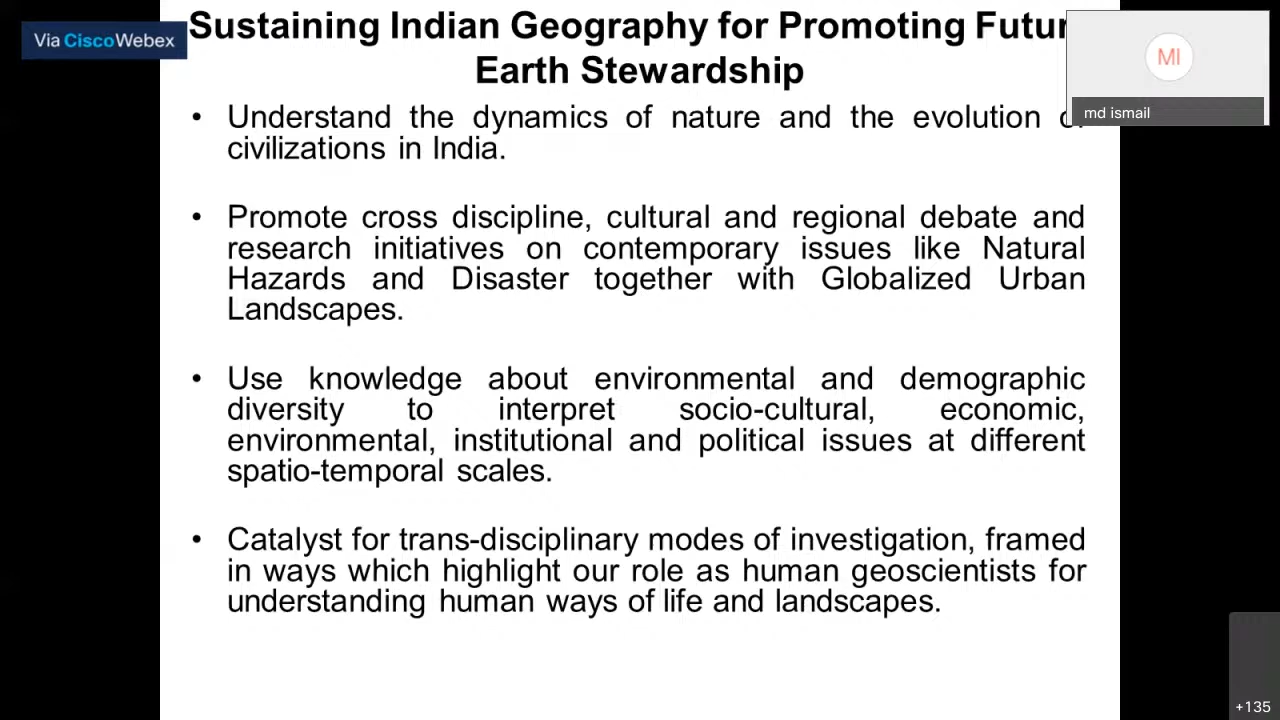 Via Cisco Webex
Sustaining Indian Geography for Promoting
Earth Stewardship
MI
md ismail
• Understand the dynamics of nature and the evolution
civilizations in India.
• Promote cross discipline, cultural and regional debate and
research initiatives on contemporary issues like Natural
Hazards and Disaster together with Globalized Urban
Landscapes.
• Use knowledge about environmental and demographic
diversity to interpret socio-cultural, economic,
environmental, institutional and political issues at different
spatio-temporal scales.
• Catalyst for trans-disciplinary modes of investigation, framed
in ways which highlight our role as human geoscientists for
understanding human ways of life and landscapes.
+135